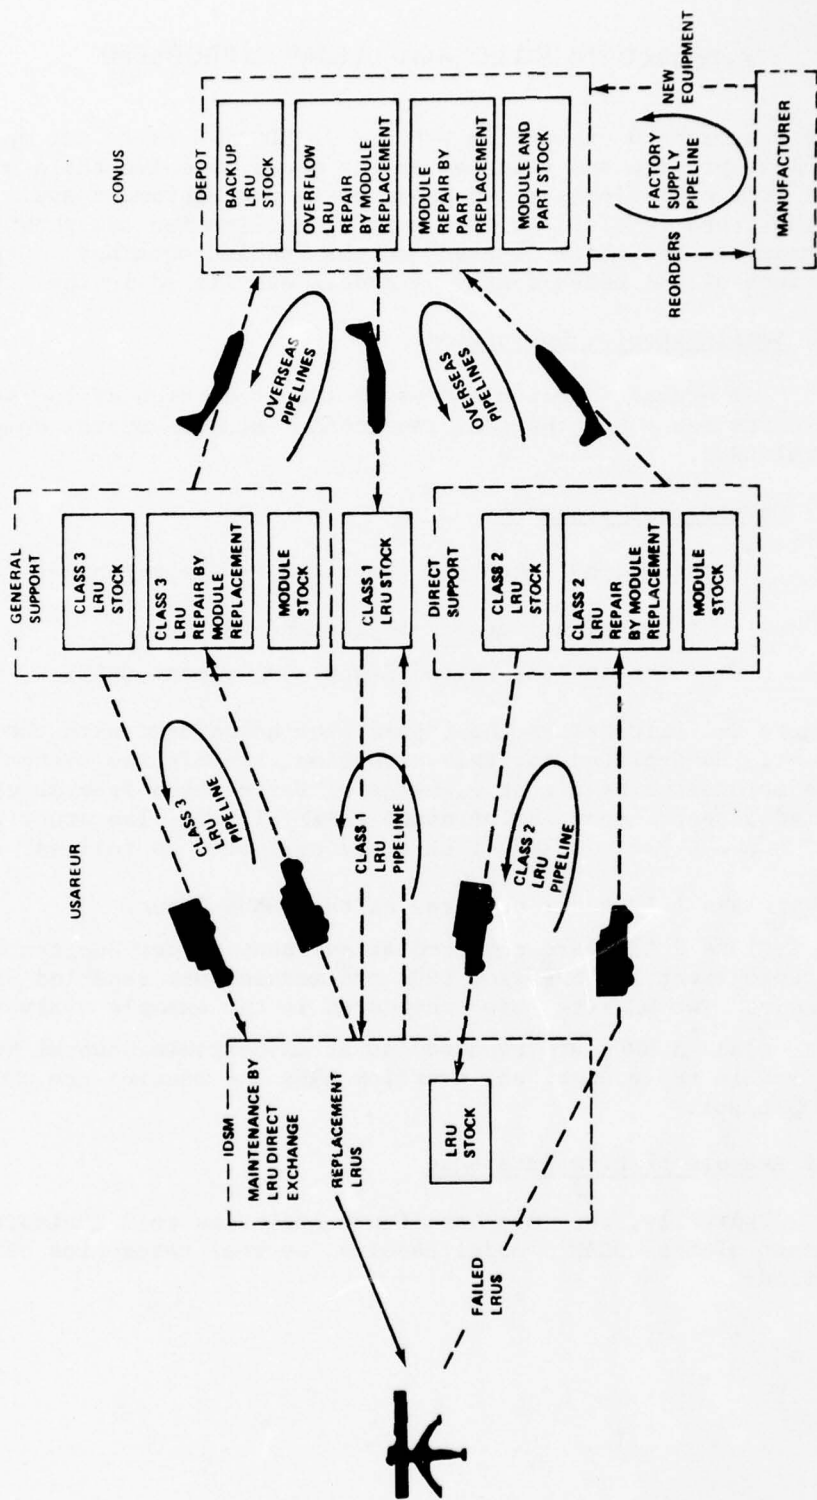 USAREUR
CONUS
IDSM
MAINTENANCE BY
LRU DIRECT
EXCHANGE
REPLACEMENT
LRUS
LRU
STOCK
FAILED
LRUS
CLASS 3
LRU
PIPELINE
CLASS 1
LRU
PIPELINE
CLASS 2
LRU
PIPELINE
GENERAL
SUPPORT
CLASS 3
LRU
STOCK
CLASS 3
LRU
REPAIR BY
MODULE
REPLACEMENT
MODULE
STOCK
CLASS 1
LRU STOCK
DIRECT
SUPPORT
CLASS 2
LRU
STOCK
CLASS 2
LRU
REPAIR
BY MODULE
REPLACEMENT
MODULE
STOCK
OVERSEAS
PIPELINES
OVERSEAS
PIPELINES
DEPOT
BACKUP
LRU
STOCK
OVERFLOW
LRU
REPAIR
BY MODULE
REPLACEMENT
MODULE
REPAIR BY
PART
REPLACEMENT
MODULE AND
PART STOCK
REORDERS
FACTORY
SUPPLY
PIPELINE
NEW
EQUIPMENT
MANUFACTURER